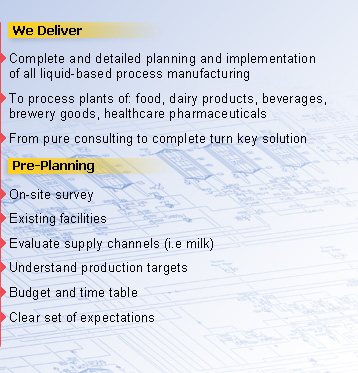 We Deliver
Complete and detailed planning and implementation
of all liquid-based process manufacturing
To process plants of: food, dairy products, beverages,
brewery goods, healthcare pharmaceuticals
From pure consulting to complete turn key solution
Pre-Planning
On-site survey
Existing facilities
Evaluate supply channels (i.e milk)
Understand production targets
Budget and time table
Clear set of expectations